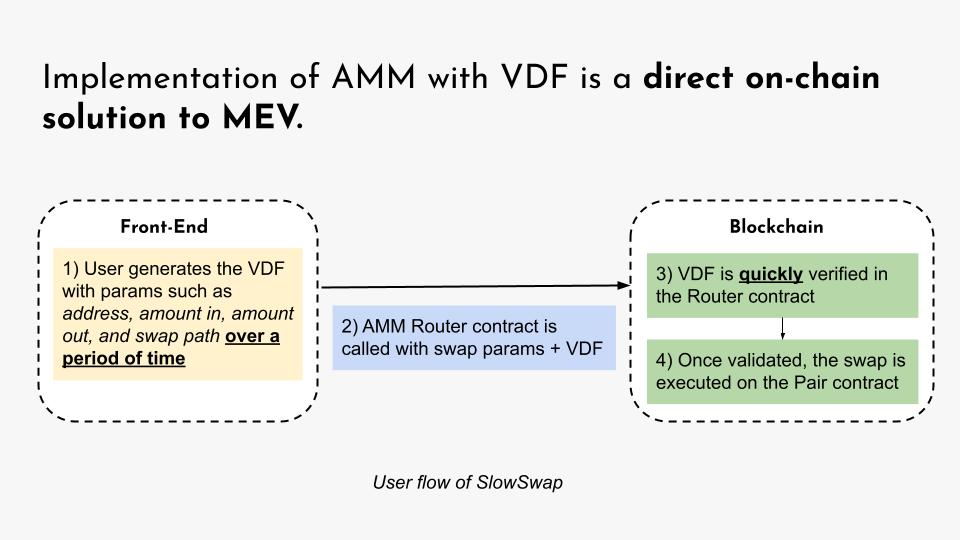 Implementation of AMM with VDF is a direct on-chain
solution to MEV.
Front-End
1) User generates the VDF
with params such as
address, amount in, amount
out, and swap path over a
period of time
2) AMM Router contract is
called with swap params + VDF
Blockchain
3) VDF is quickly verified in
the Router contract
4) Once validated, the swap is
executed on the Pair contract
User flow of SlowSwap